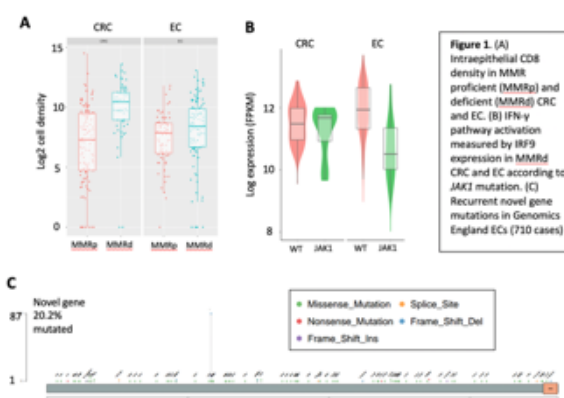 A
CRC
EC
15
10
5
0
Log2 cell density
MMRp
MMRd
MMRp
MMRd
B
CRC
EC
12
10
8
Log expression (FPKM)
WT
JAK1
WT
JAK1
Figure 1. (A)
Intraepithelial CD8
density in MMR
proficient (MMRp) and
deficient (MMRd) CRC
and EC. (B) IFN-γ
pathway activation
measured by IRF9
expression in MMRd
CRC and EC according to
JAK1 mutation. (C)
Recurrent novel gene
mutations in Genomics
England ECs (710 cases)
C
Novel gene
20.2%
mutated
87
1
Missense_Mutation
Splice_Site
Nonsense_Mutation
Frame_Shift_Del
Frame_Shift_Ins